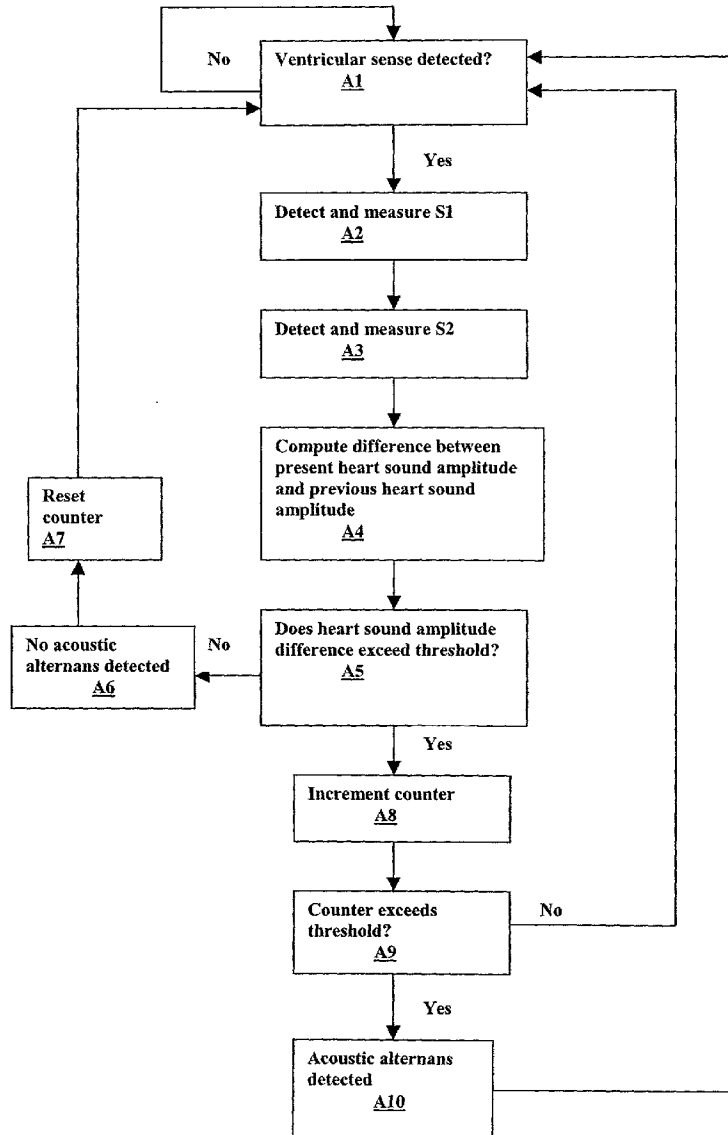 No
Ventricular sense detected?
A1
Yes
Detect and measure S1
A2
Detect and measure S2
A3
Compute difference between
present heart sound amplitude
and previous heart sound
amplitude
A4
Reset
counter
A7
No acoustic
alternans detected
A6
No
Does heart sound amplitude
difference exceed threshold?
A5
Yes
Increment counter
A8
Counter exceeds
threshold?
A9
No
Yes
Acoustic alternans
detected
A10